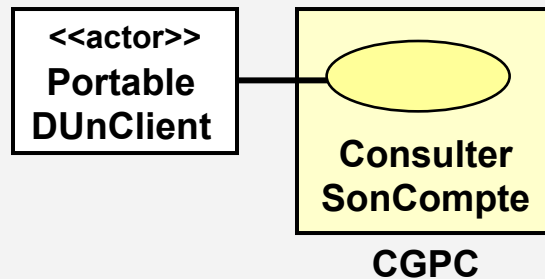 <<actor>>
Portable
DUnClient
Consulter
SonCompte
CGPC